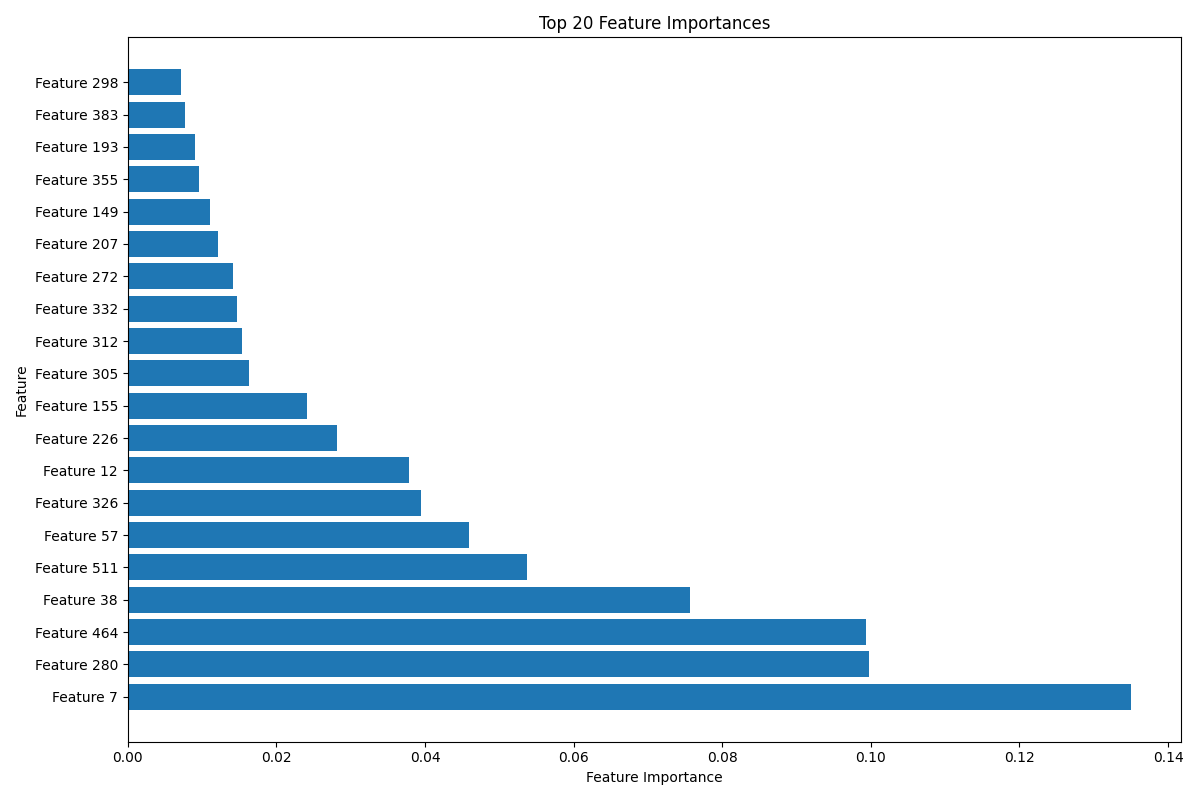 Top 20 Feature Importances
Feature 298
Feature 383
Feature 193
Feature 355
Feature 149
Feature 207
Feature 272
Feature 332
Feature 312
Feature 305
Feature 155
Feature 226
Feature 12
Feature 326
Feature 57
Feature 511
Feature 38
Feature 464
Feature 280
Feature 7
Feature
0.00 0.02 0.04 0.06 0.08 0.10 0.12 0.14
Feature Importance